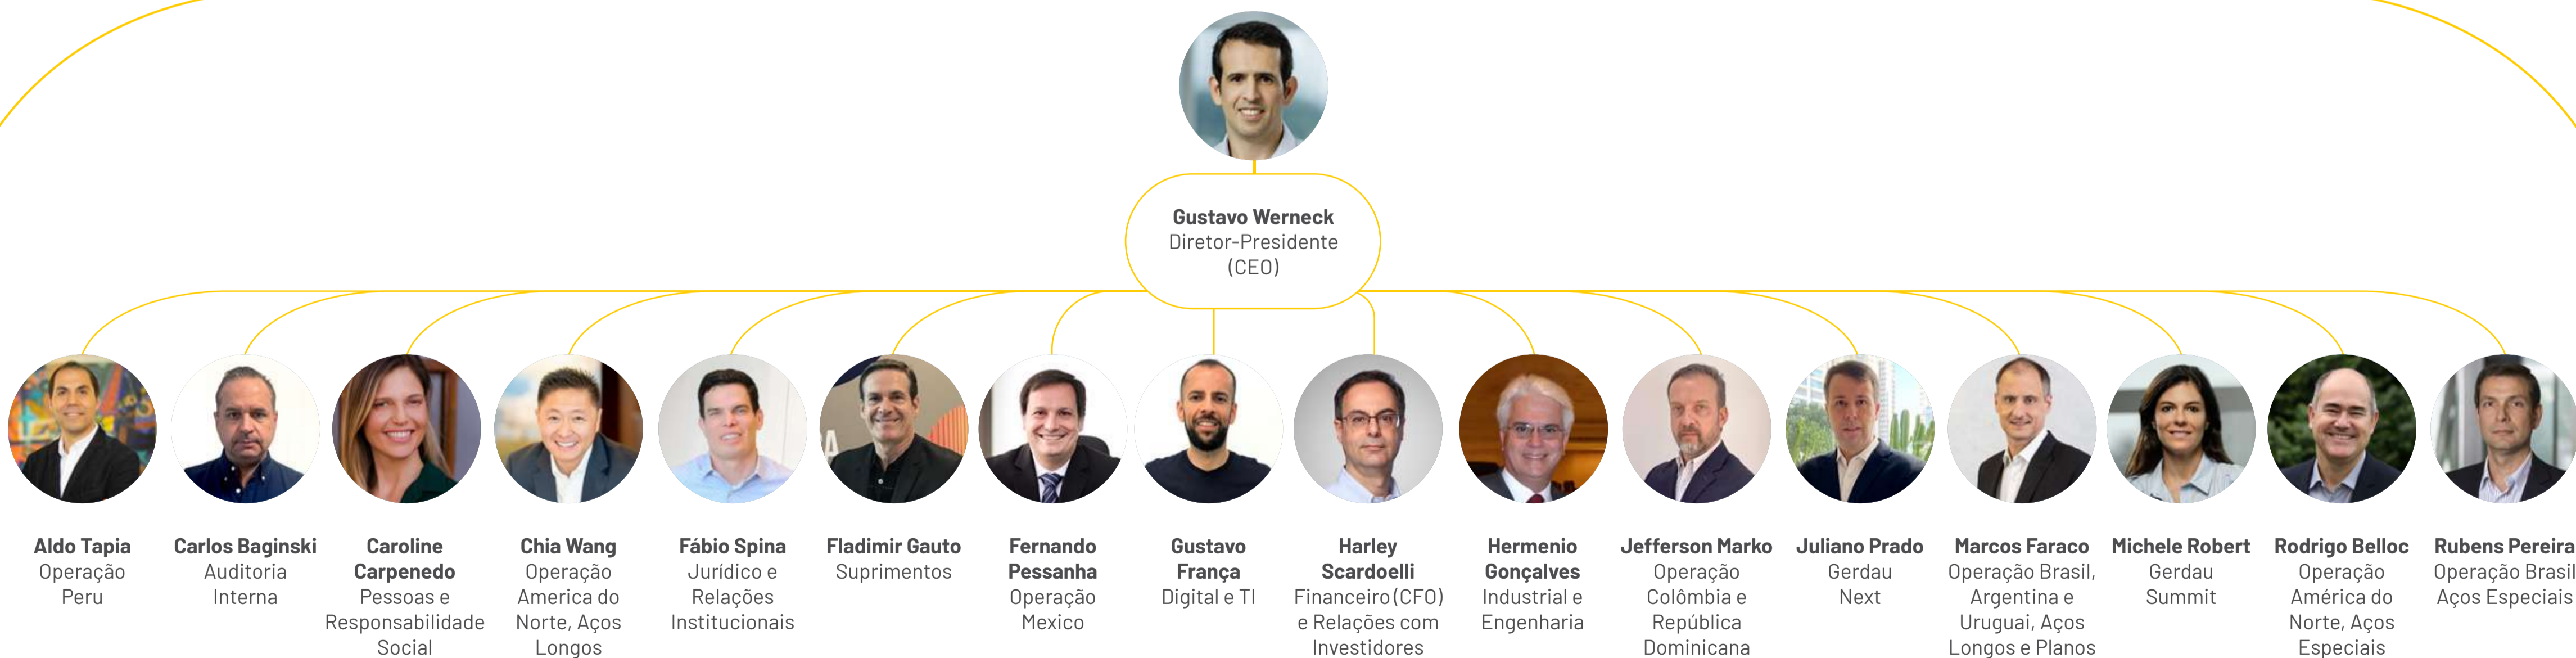 Gustavo Werneck
Diretor-Presidente
(CEO)
Aldo Tapia
Operação
Peru
Carlos Baginski
Auditoria
Interna
Caroline
Carpenedo
Pessoas e
Responsabilidade
Social
Chia Wang
Operação
America do
Norte, Aços
Longos
Fábio Spina
Jurídico e
Relações
Institucionais
Fladimir Gauto
Suprimentos
Fernando
Pessanha
Operação
Mexico
Gustavo
França
Digital e TI
Harley
Scardoelli
Financeiro (CFO)
e Relações com
Investidores
Hermenio
Gonçalves
Industrial e
Engenharia
Jefferson Marko
Operação
Colômbia e
República
Dominicana
Juliano Prado
Gerdau
Next
Marcos Faraco
Operação Brasil,
Argentina e
Uruguai, Aços
Longos e Planos
Michele Robert
Gerdau
Summit
Rodrigo Belloc
Operação
América do
Norte, Aços
Especiais
Rubens Pereira
Operação Brasil
Aços Especiais